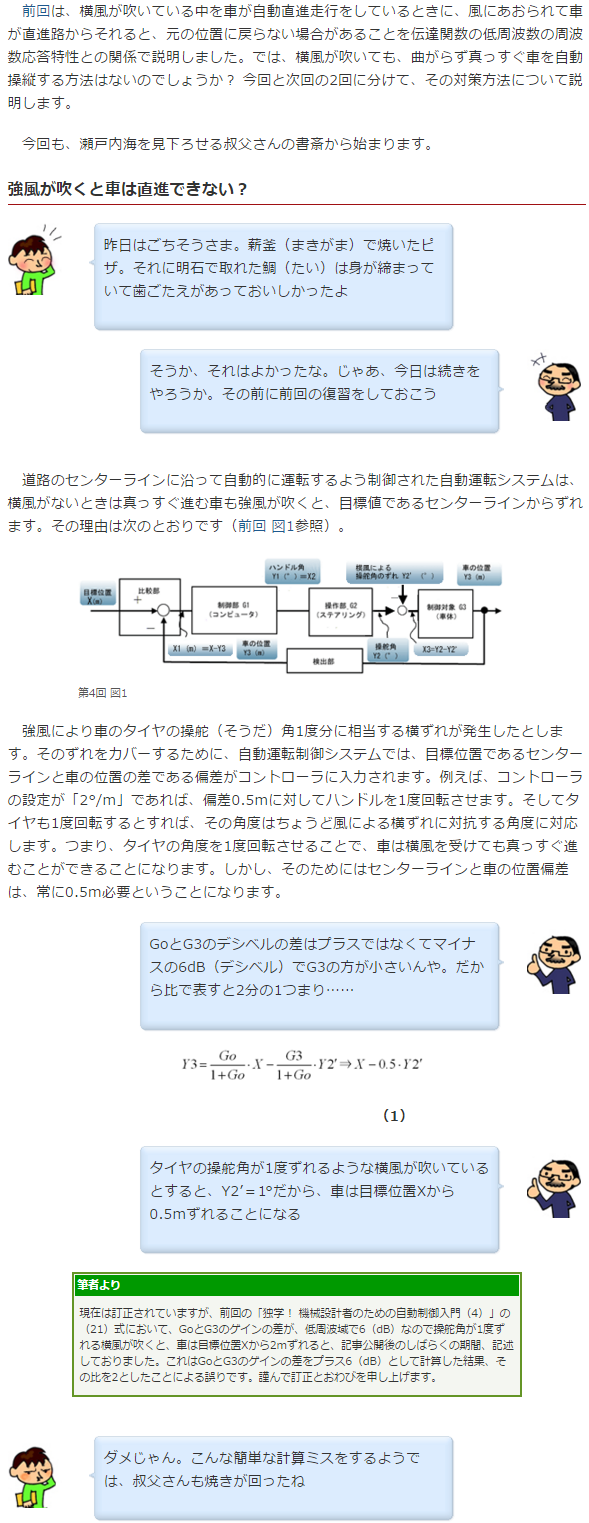 前回は、横風が吹いている中を車が自動直進走行をしているときに、風にあおられて車
が直進路からそれると、元の位置に戻らない場合があることを伝達関数の低周波数の周波
数応答特性との関係で説明しました。では、横風が吹いても、曲がらず真っすぐ車を自動
操縦する方法はないのでしょうか？ 今回と次回の2回に分けて、その対策方法について説
明します。
今回も、瀬戸内海を見下ろせる叔父さんの書斎から始まります。
強風が吹くと車は直進できない？
昨日はごちそうさま。薪釜（まきがま）で焼いたピ
ザ。それに明石で取れた鯛（たい）は身が締まって
いて歯ごたえがあっておいしかったよ
そうか、それはよかったな。じゃあ、今日は続きを
やろうか。その前に前回の復習をしておこう
道路のセンターラインに沿って自動的に運転するよう制御された自動運転システムは、
横風がないときは真っすぐ進む車も強風が吹くと、目標値であるセンターラインからずれ
ます。その理由は次のとおりです（前回 図1参照）。
ハンドル角
Y1（°）＝X2
横風による
操舵角のずれ Y2′（°）
車の位置
Y3（m）
目標位置
X(m)
比較部
＋
－
制御部 G1
（コンピュータ）
操作部 G2
（ステアリング）
－
制御対象 G3
（車体）
X1（m）＝X-Y3
車の位置
Y3（m）
操舵角
Y2（°）
X3=Y2-Y2′
検出部
第4回 図1
強風により車のタイヤの操舵（そうだ）角1度分に相当する横ずれが発生したとしま
す。そのずれをカバーするために、自動運転制御システムでは、目標位置であるセンター
ラインと車の位置の差である偏差がコントローラに入力されます。例えば、コントローラ
の設定が「2°/m」であれば、偏差0.5mに対してハンドルを1度回転させます。そしてタ
イヤも1度回転するとすれば、その角度はちょうど風による横ずれに対抗する角度に対応
します。つまり、タイヤの角度を1度回転させることで、車は横風を受けても真っすぐ進
むことができることになります。しかし、そのためにはセンターラインと車の位置偏差
は、常に0.5m必要ということになります。
GoとG3のデシベルの差はプラスではなくてマイナ
スの6dB（デシベル）でG3の方が小さいんや。だか
ら比で表すと2分の1つまり……
Y3=Go/(1+Go)·X−G3/(1+Go)·Y2′⇒X−0.5·Y2′
（1）
タイヤの操舵角が1度ずれるような横風が吹いている
とすると、Y2′＝1°だから、車は目標位置Xから
0.5mずれることになる
筆者より
現在は訂正されていますが、前回の「独学！ 機械設計者のための自動制御入門（4）」の
（21）式において、GoとG3のゲインの差が、低周波域で6（dB）なので操舵角が1度ず
れる横風が吹くと、車は目標位置Xから2mずれると、記事公開後のしばらくの期間、記述
しておりました。これはGoとG3のゲインの差をプラス6（dB）として計算した結果、そ
の比を2としたことによる誤りです。謹んで訂正とおわびを申し上げます。
ダメじゃん。こんな簡単な計算ミスをするようで
は、叔父さんも焼きが回ったね